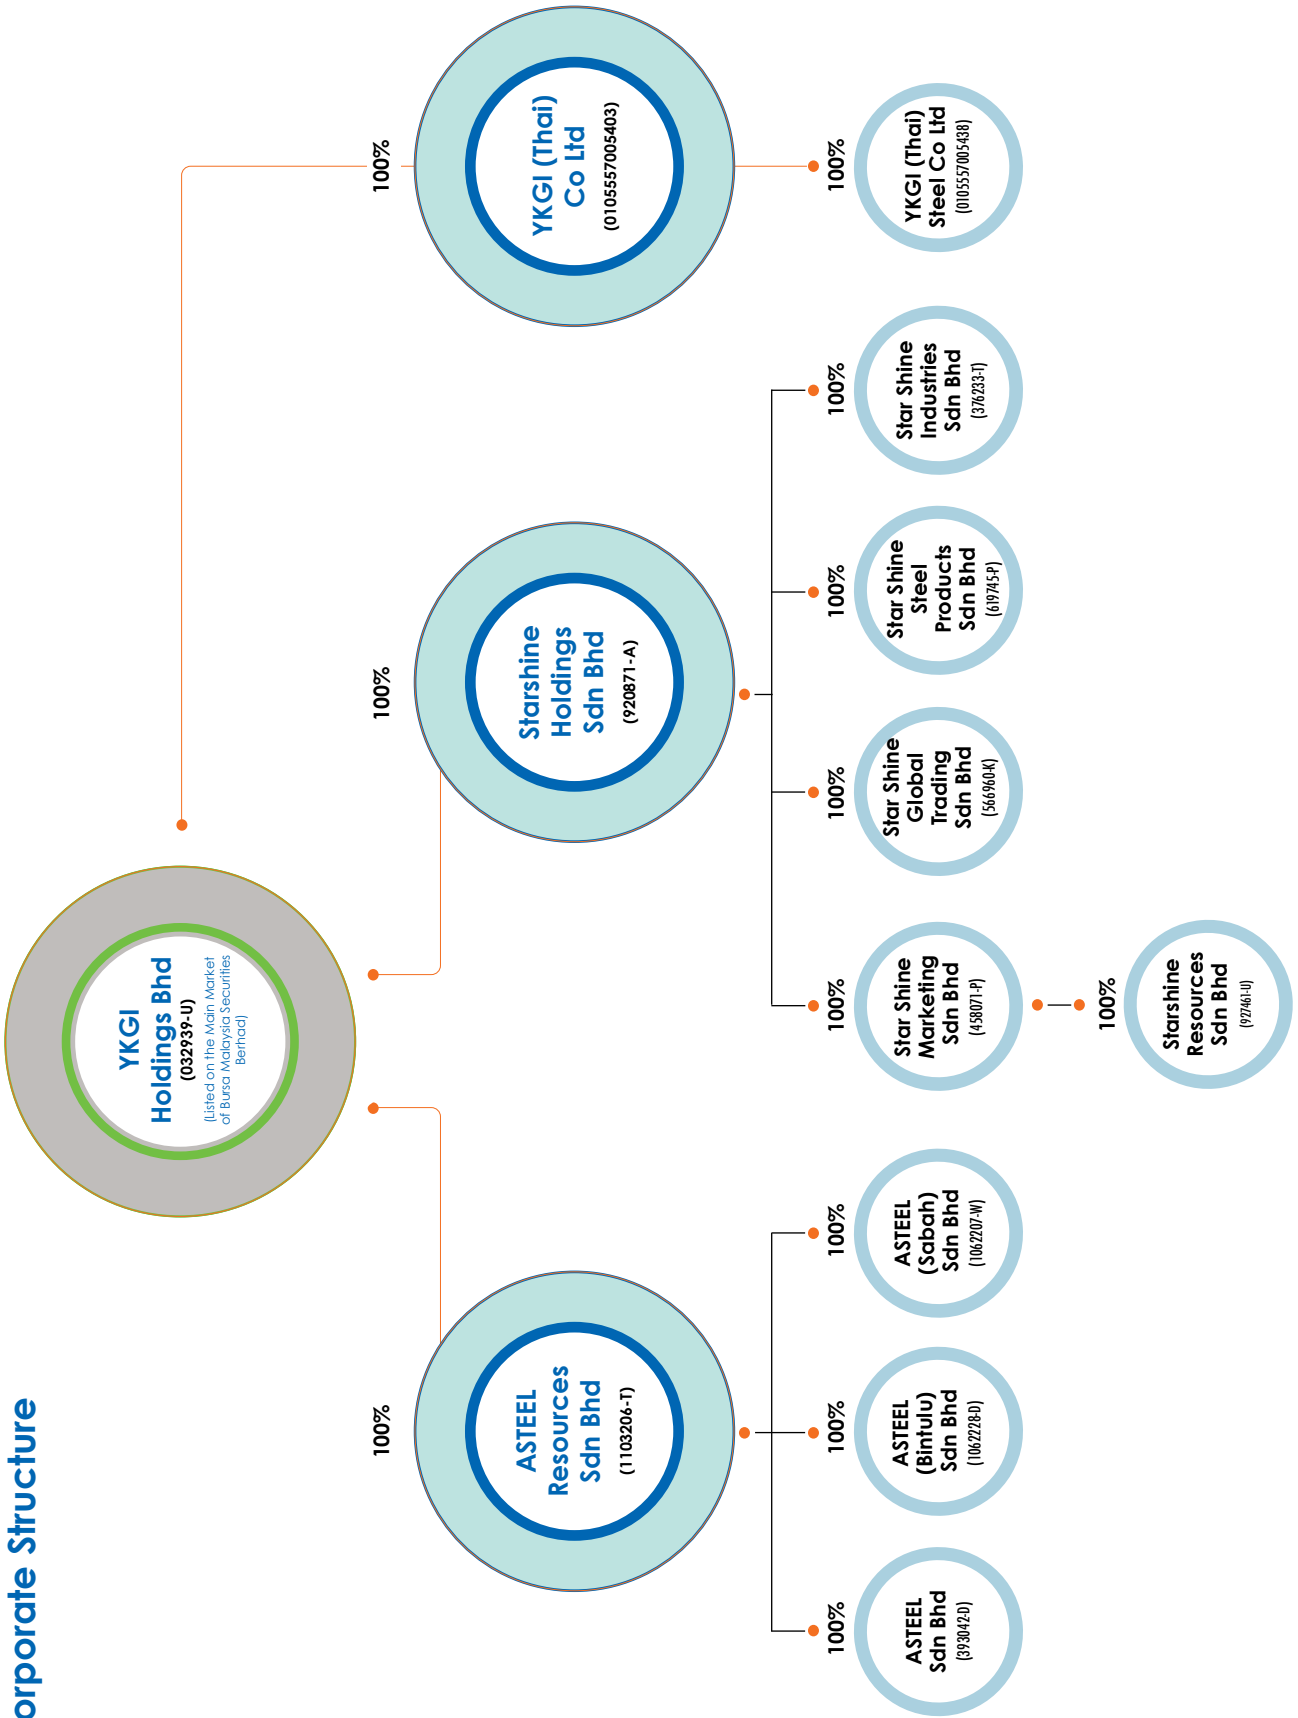 orporate Structure
YKGI
Holdings Bhd
(032939-U)
(Listed on the Main Market
of Bursa Malaysia Securities
Berhad)
100%
ASTEEL
Resources
Sdn Bhd
(1103206-T)
100%
Starshine
Holdings
Sdn Bhd
(920871-A)
100%
YKGI (Thai)
Co Ltd
(0105557005403)
100%
ASTEEL
Sdn Bhd
(393042-D)
100%
ASTEEL
(Bintulu)
Sdn Bhd
(1062228-D)
100%
ASTEEL
(Sabah)
Sdn Bhd
(1062207-W)
100%
Star Shine
Marketing
Sdn Bhd
(458071-P)
100%
Star Shine
Global
Trading
Sdn Bhd
(566960-K)
100%
Star Shine
Steel
Products
Sdn Bhd
(619745-P)
100%
Star Shine
Industries
Sdn Bhd
(376233-T)
100%
YKGI (Thai)
Steel Co Ltd
(0105557005438)
100%
Starshine
Resources
Sdn Bhd
(927461-U)